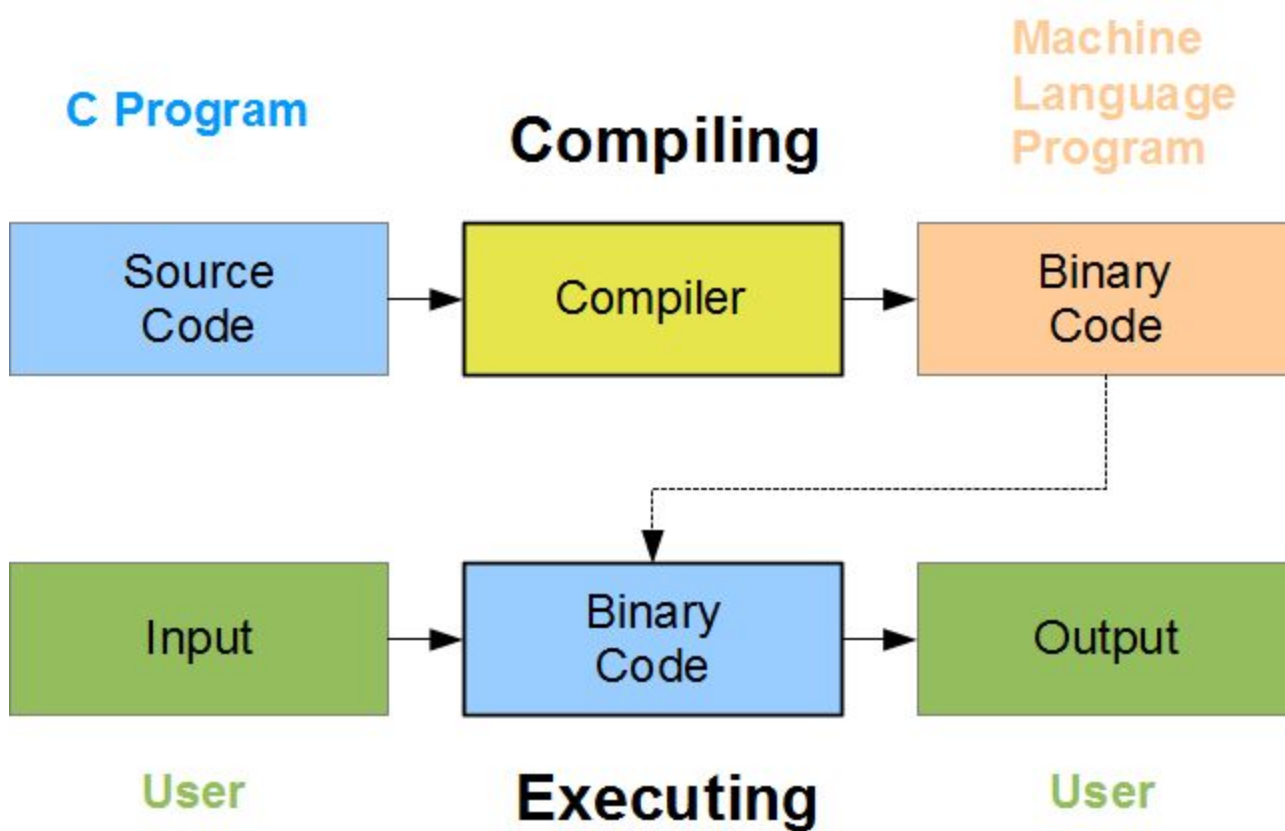 C Program
Compiling
Machine
Language
Program
Source
Code
Compiler
Binary
Code
Input
Binary
Code
Output
User
Executing
User